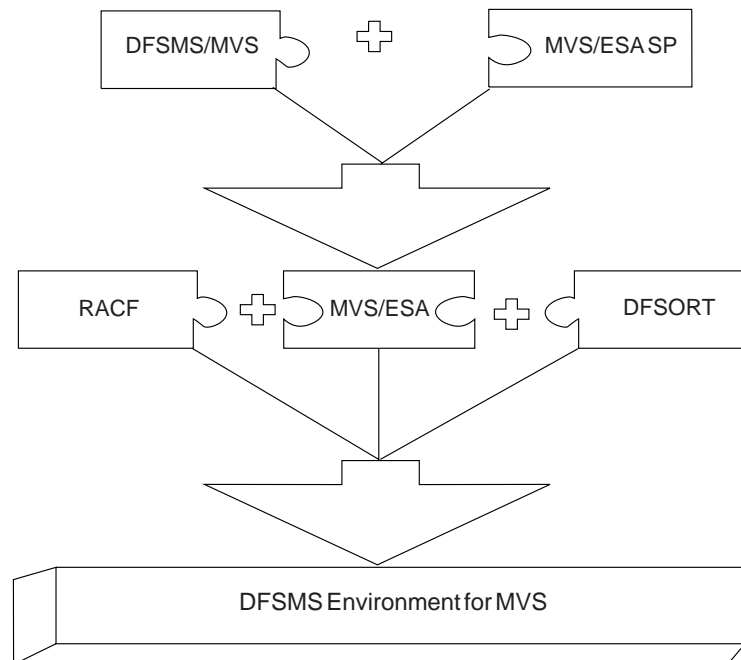 DFSMS/MVS
MVS/ESA SP
RACF
MVS/ESA
DFSORT
DFSMS Environment for MVS